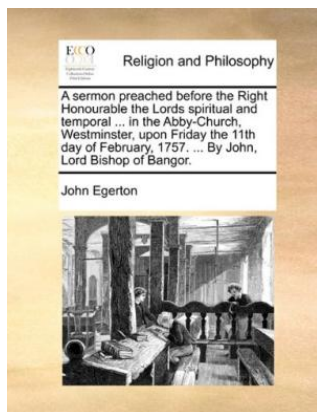 ECCO
Religion and Philosophy
A sermon preached before the Right
Honourable the Lords spiritual and
temporal ... in the Abby-Church,
Westminster, upon Friday the 11th
day of February, 1757. ... By John,
Lord Bishop of Bangor.
John Egerton